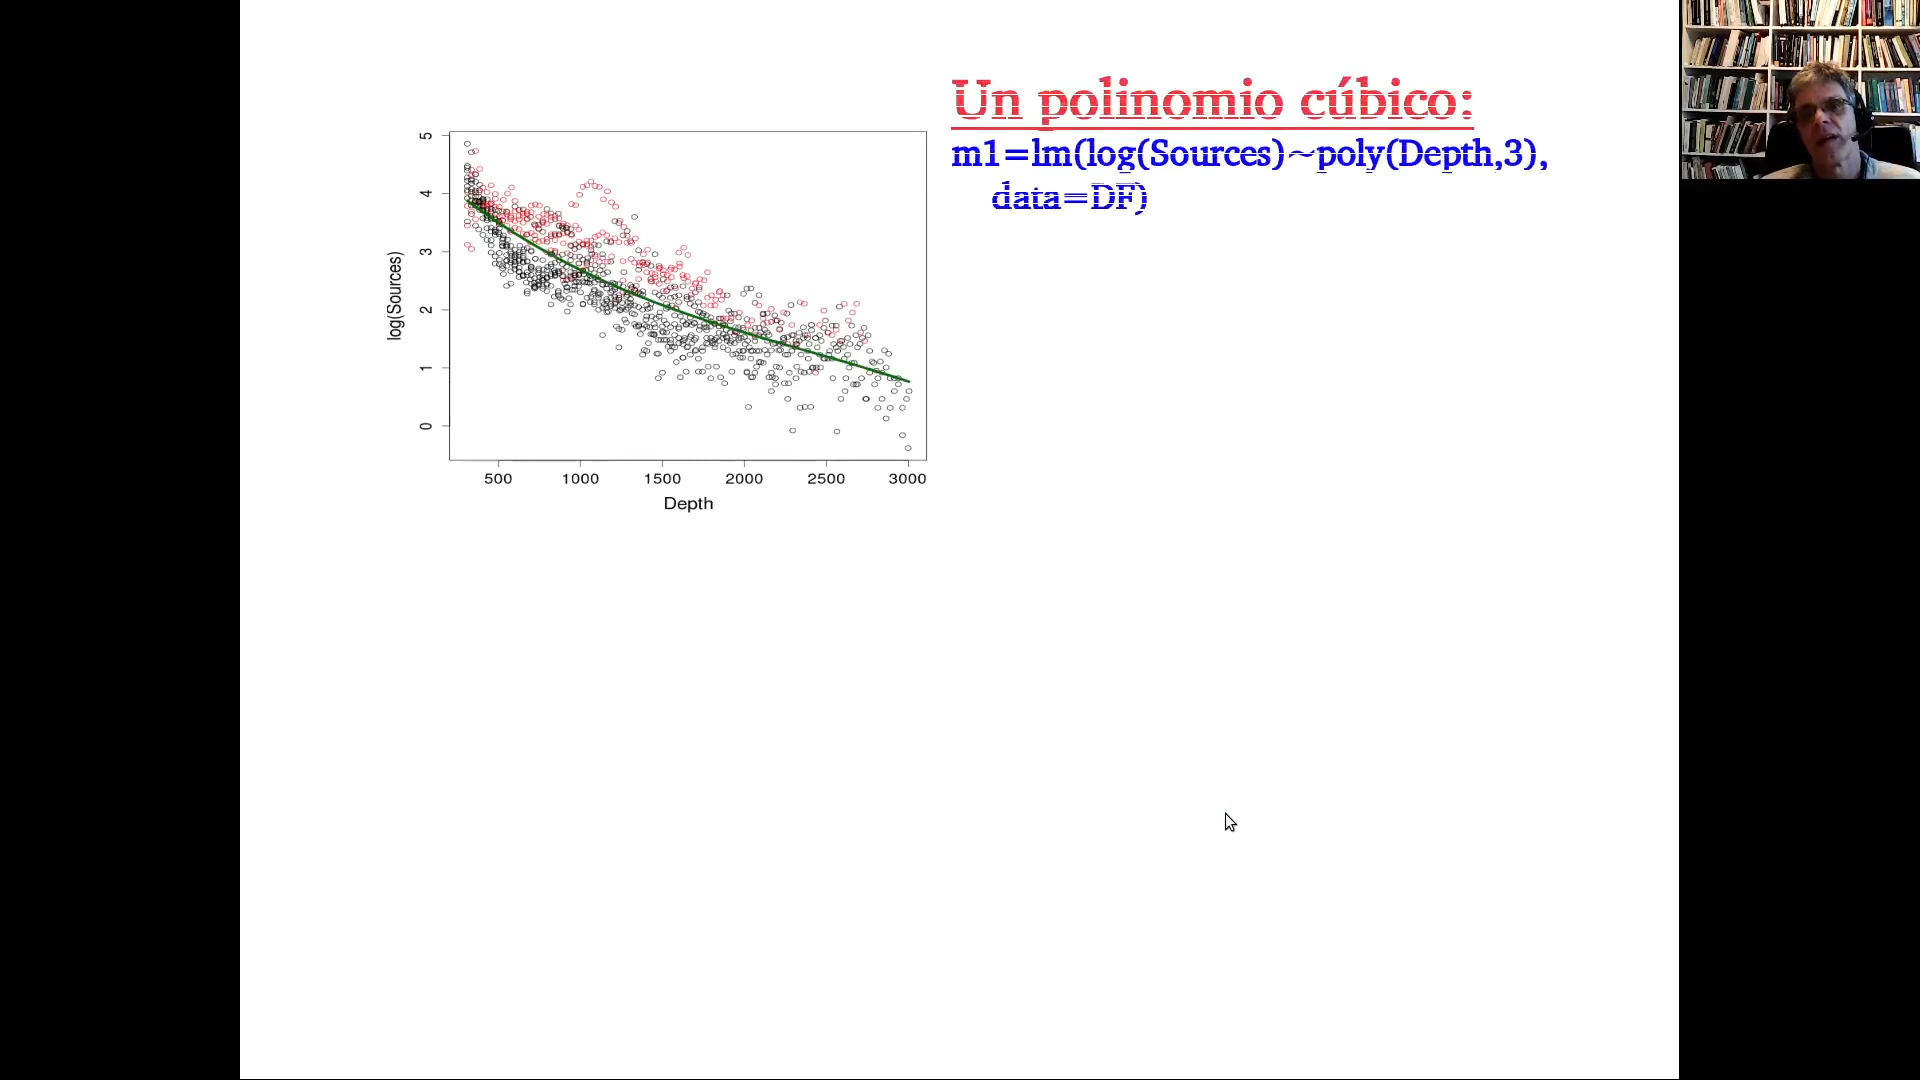 Un polinomio cúbico:
m1=lm(log(Sources)~poly(Depth,3),
data=DF)
5
4
3
2
1
0
log(Sources)
500 1000 1500 2000 2500 3000
Depth